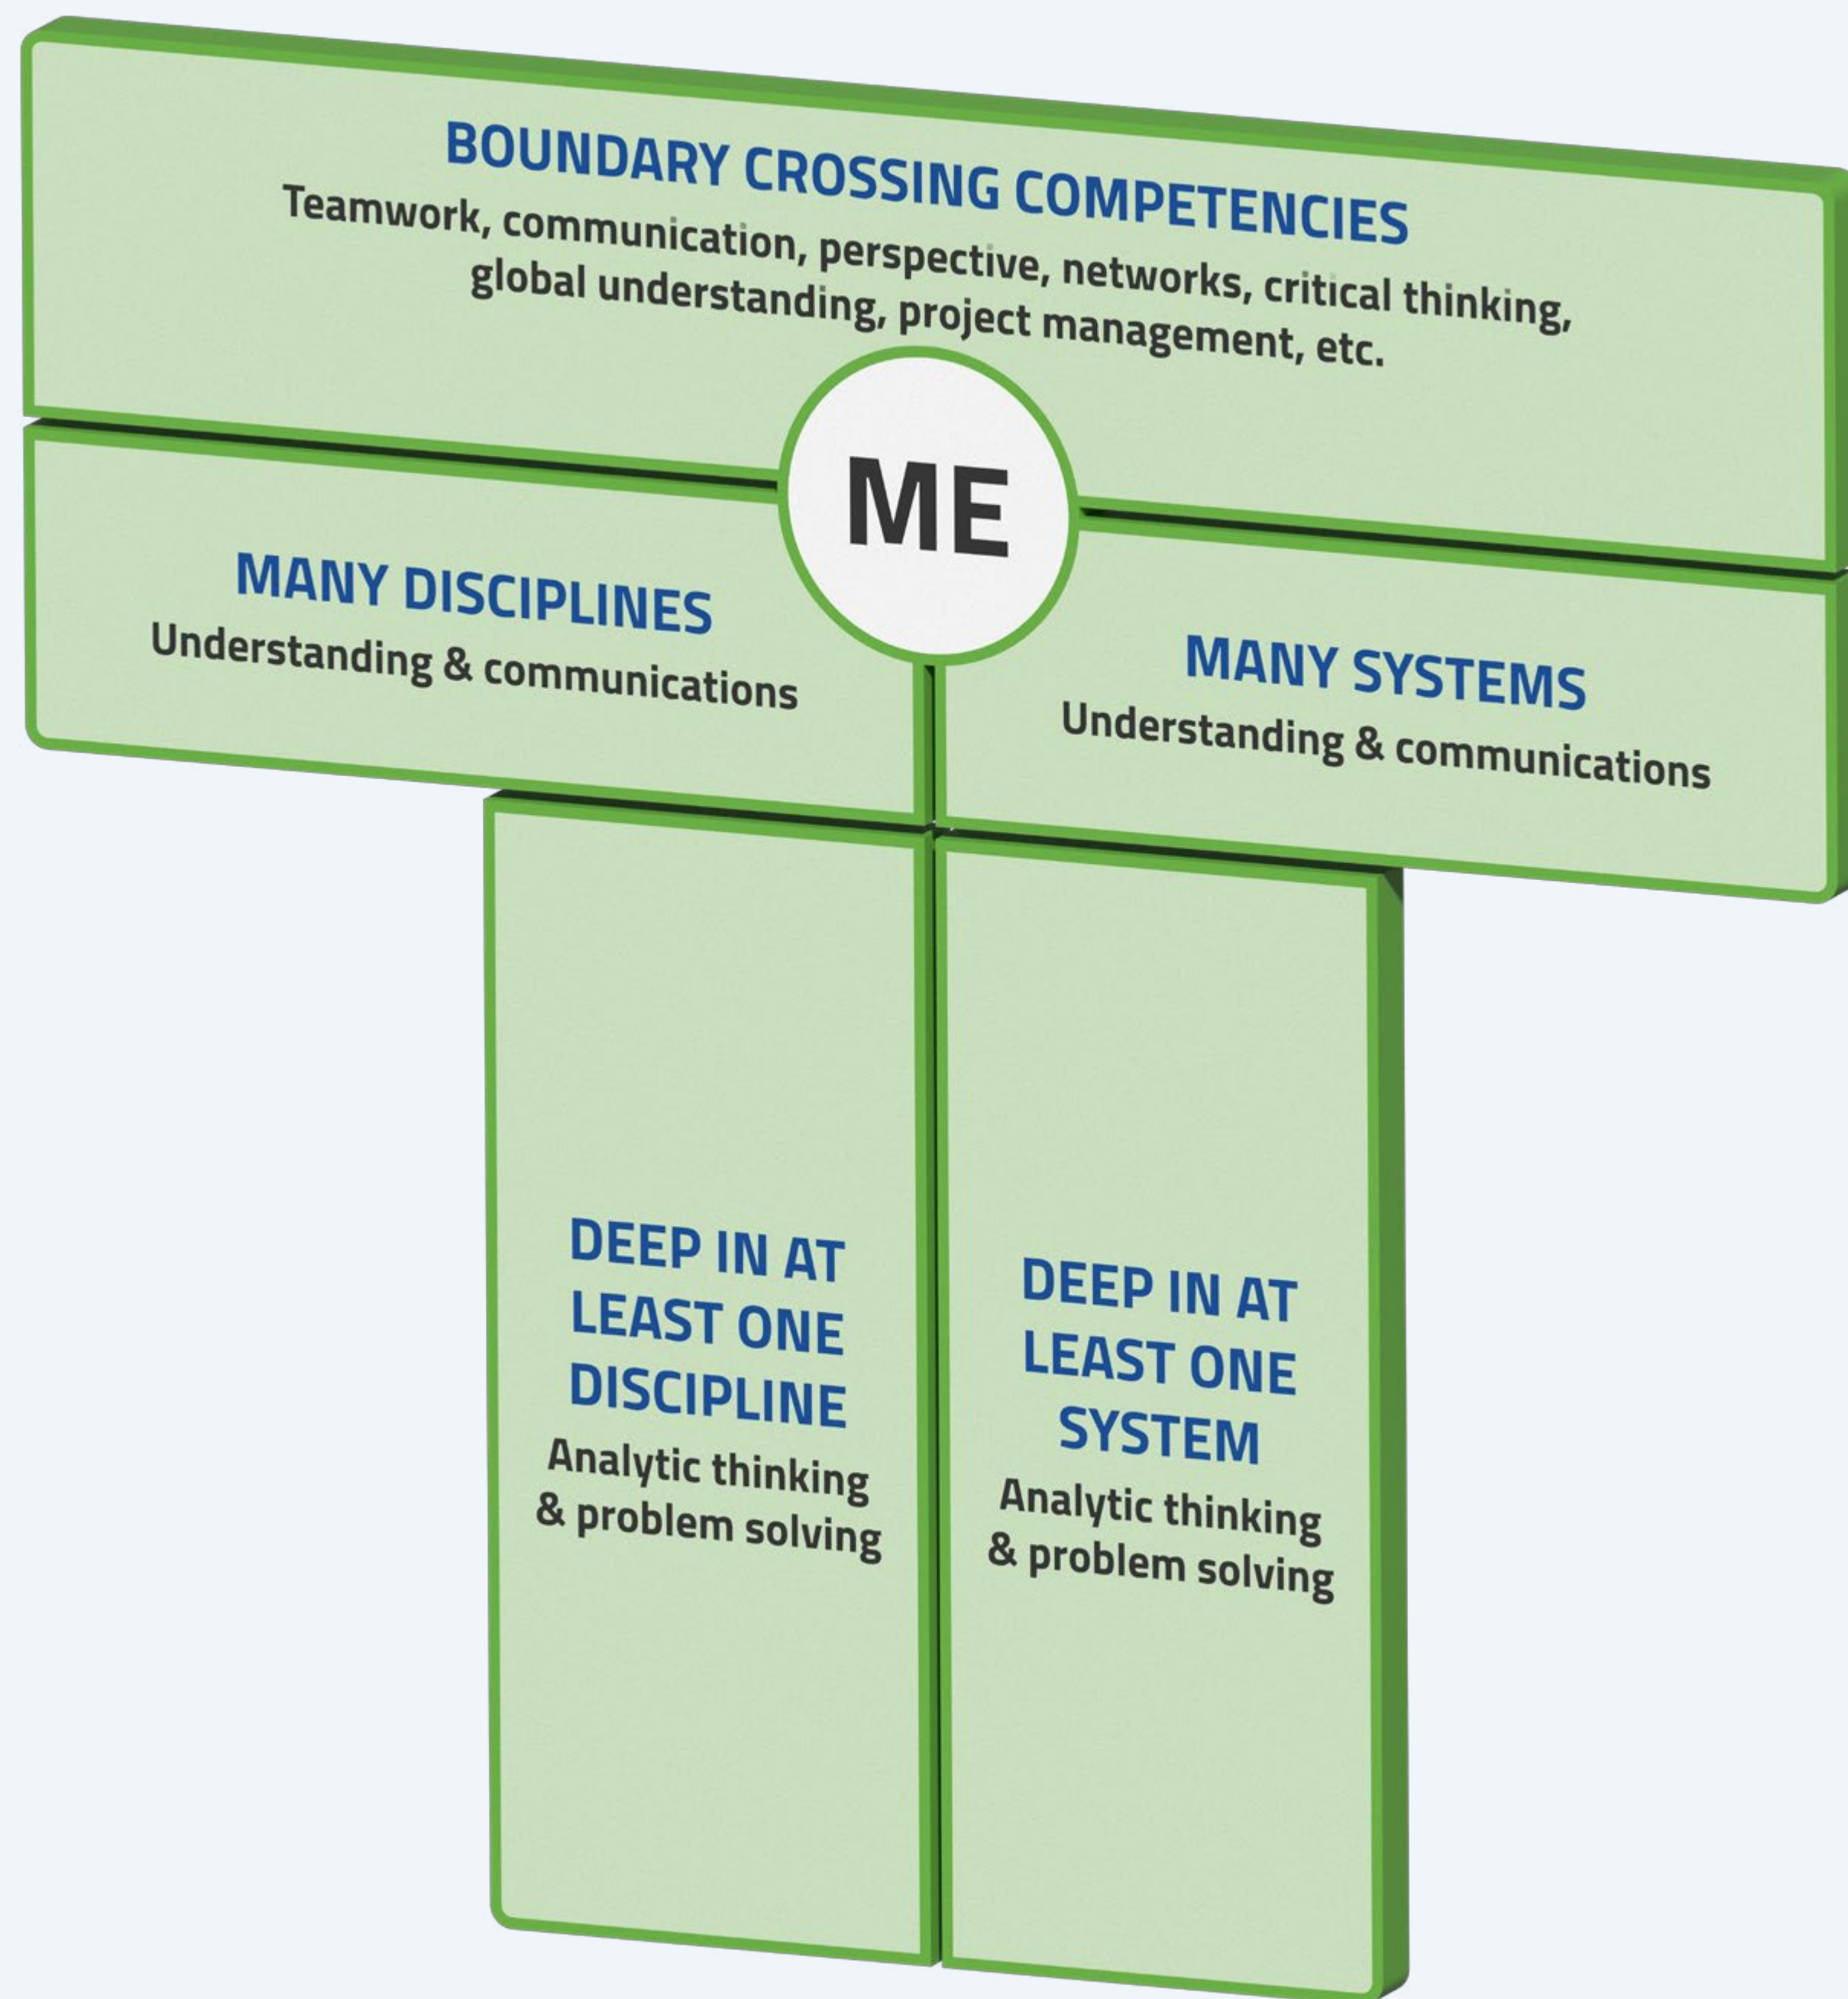 BOUNDARY CROSSING COMPETENCIES
Teamwork, communication, perspective, networks, critical thinking,
global understanding, project management, etc.
ME
MANY DISCIPLINES
Understanding & communications
MANY SYSTEMS
Understanding & communications
DEEP IN AT
LEAST ONE
DISCIPLINE
Analytic thinking
& problem solving
DEEP IN AT
LEAST ONE
SYSTEM
Analytic thinking
& problem solving